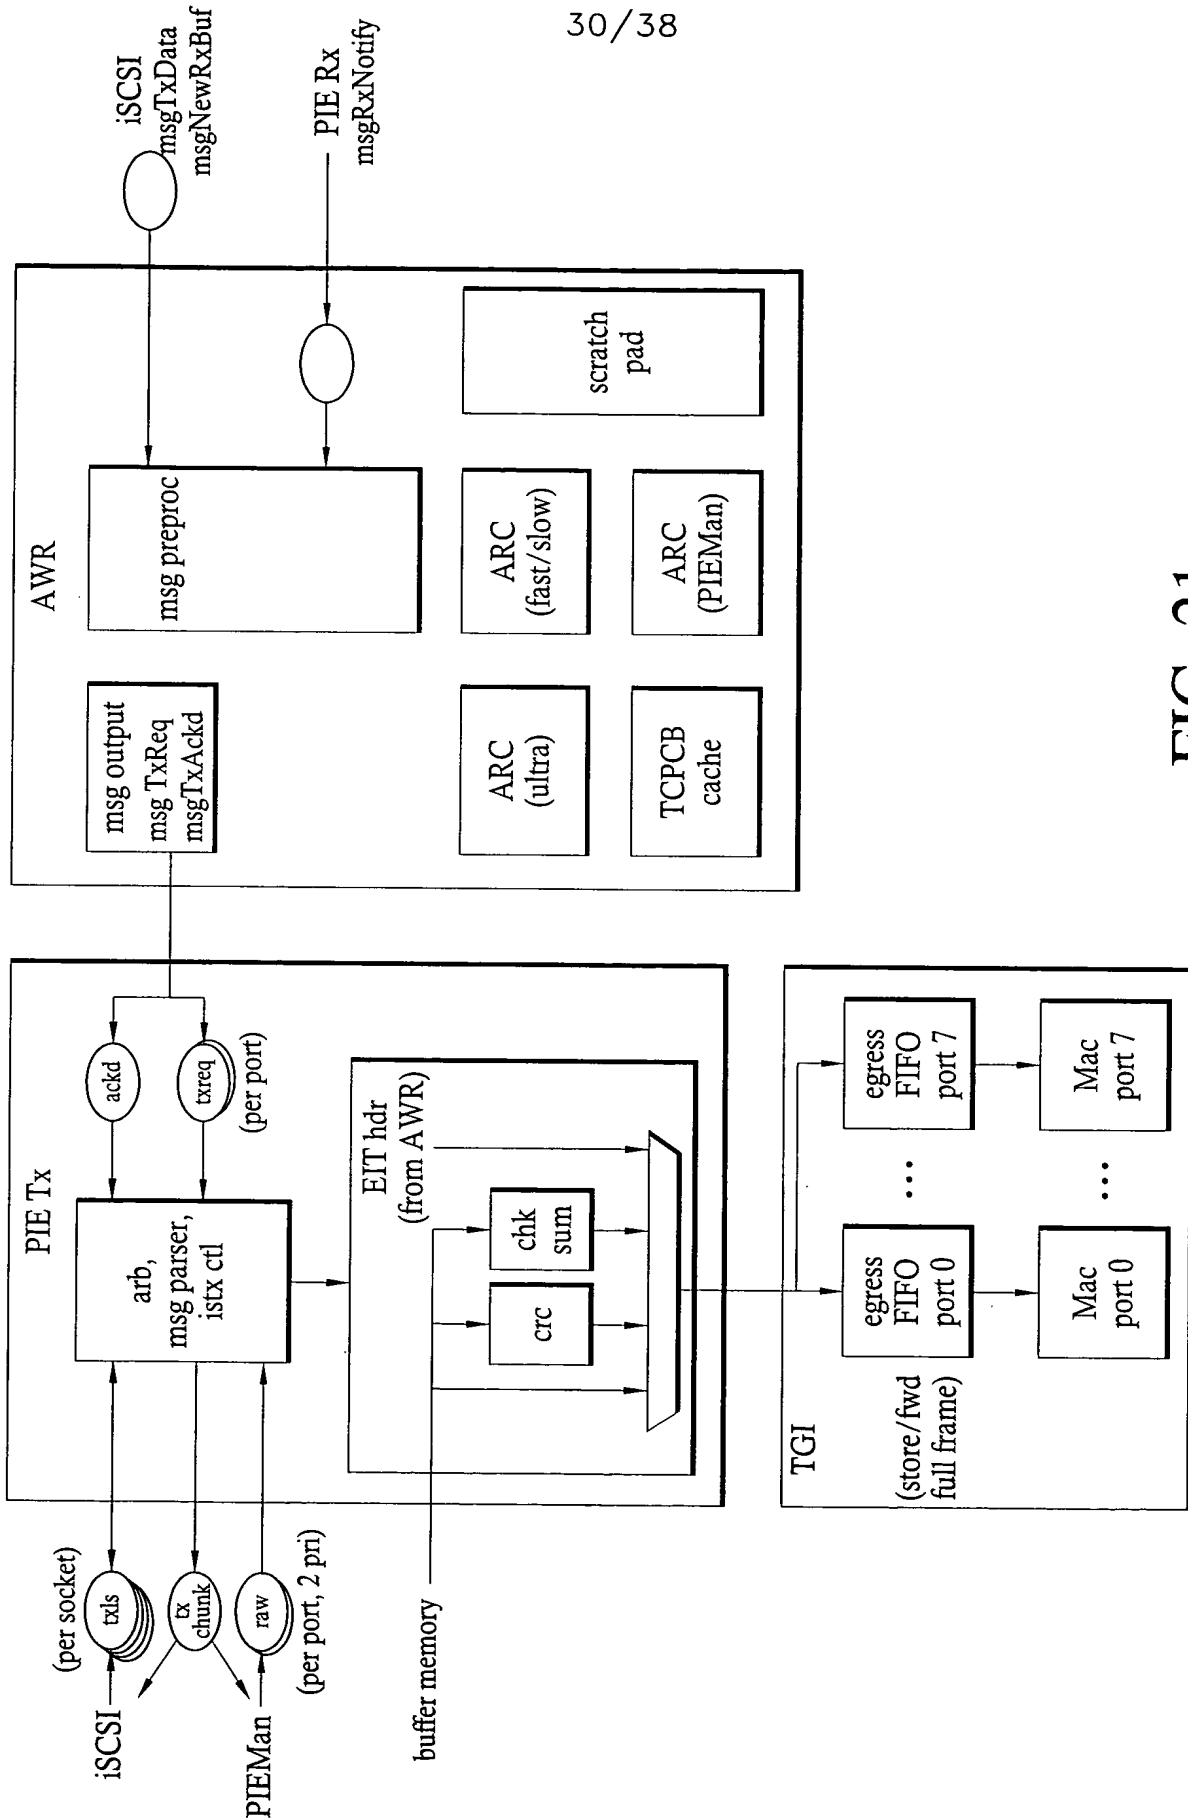 30/38
iSCSI
msgTxData
msgNewRxBuf
PIE Rx
msgRxNotify
AWR
msg preproc
msg output
msg TxReq
msgTxAckd
ARC
(ultra)
ARC
(fast/slow)
scratch
pad
TCPCB
cache
ARC
(PIEMan)
PIE Tx
ackd
txreq
(per port)
arb,
msg parser,
istx ctl
(per socket)
txls
iSCSI
tx
chunk
raw
PIEMan
(per port, 2 pri)
EIT hdr
(from AWR)
crc
chk
sum
buffer memory
TGI
(store/fwd
full frame)
egress
FIFO
port 0
...
egress
FIFO
port 7
Mac
port 0
...
Mac
port 7